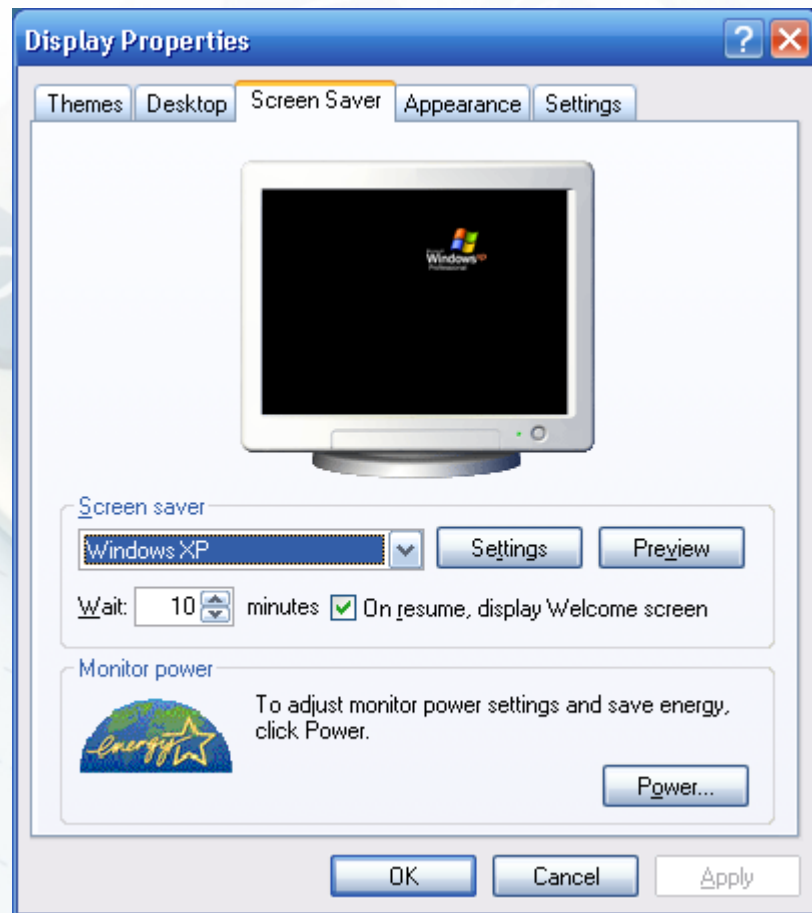 Display Properties
Themes Desktop Screen Saver Appearance Settings
Windows xp
Professional
Screen saver
Windows XP Settings Preview
Wait: 10 minutes On resume, display Welcome screen
Monitor power
energy
To adjust monitor power settings and save energy,
click Power.
Power...
OK Cancel Apply